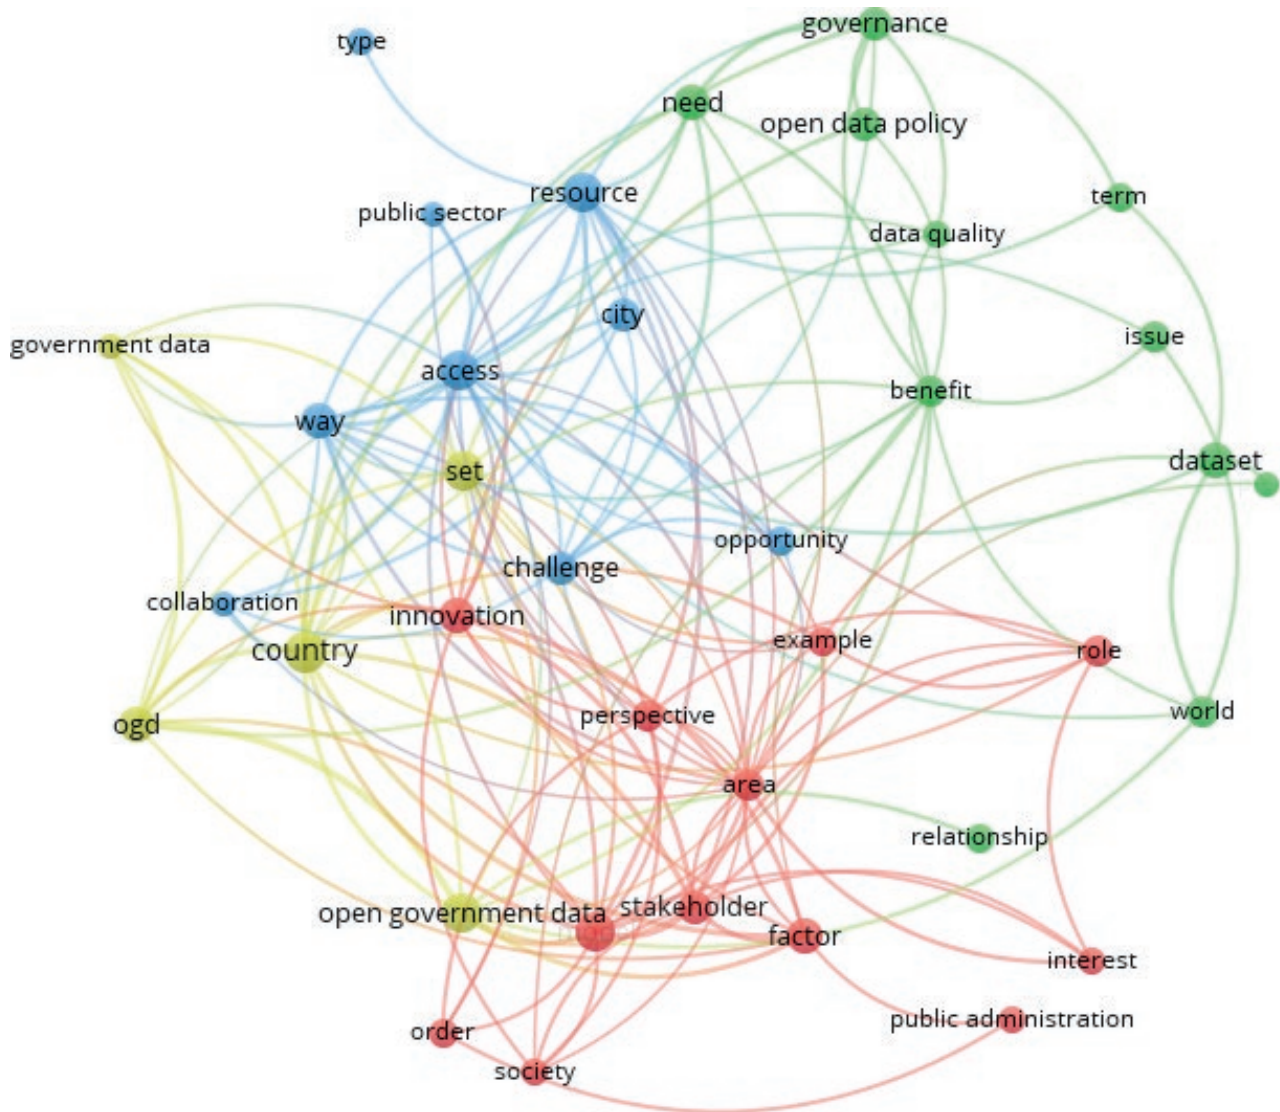 governance
type
need
open data policy
resource
term
public sector
data quality
city
issue
government data
access
benefit
way
set
dataset
opportunity
challenge
collaboration
innovation
example
country
role
perspective
world
ogd
area
relationship
stakeholder
open government data
factor
interest
public administration
order
society